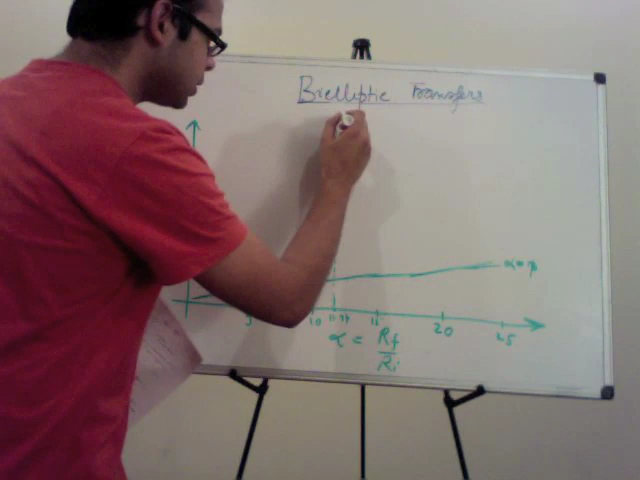 Bielliptic Transfers
α = β
5 10 11.94 15 20 25
α = Rf/Ri